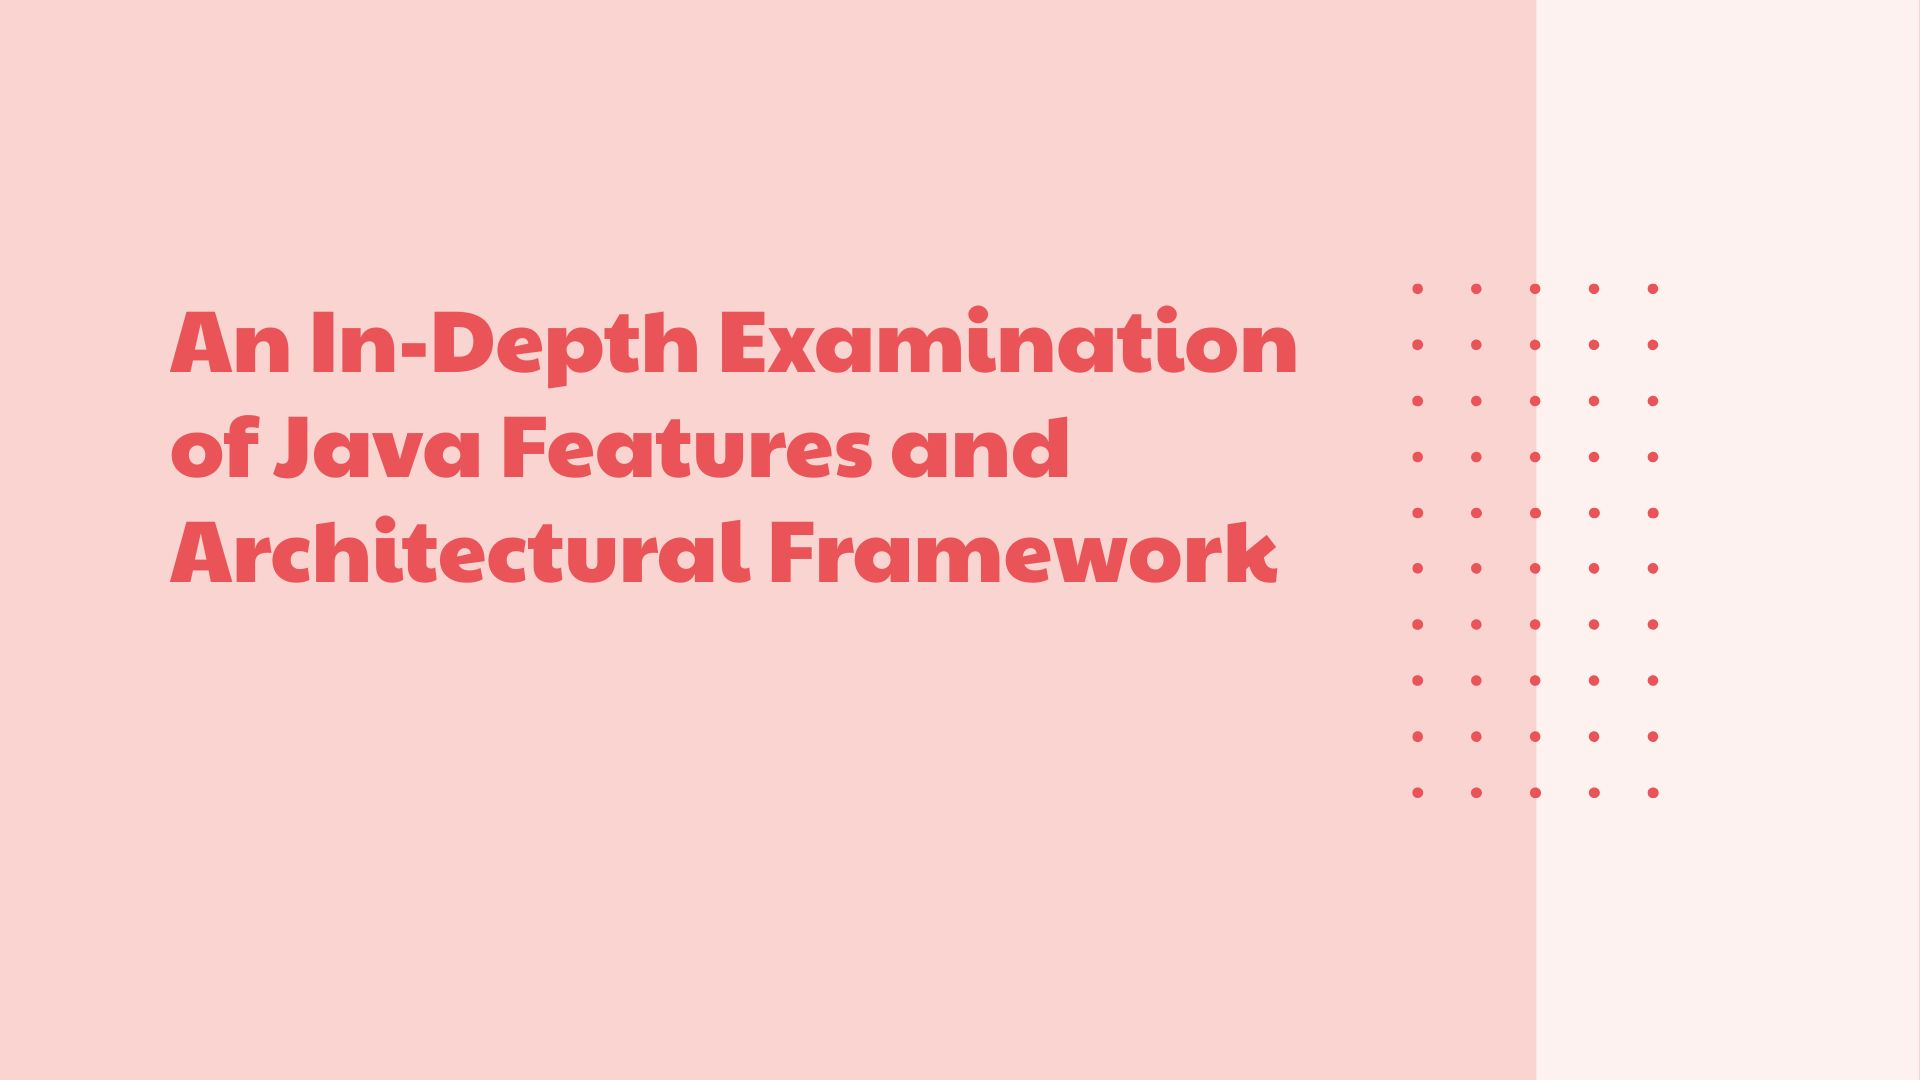 An In-Depth Examination
of Java Features and
Architectural Framework